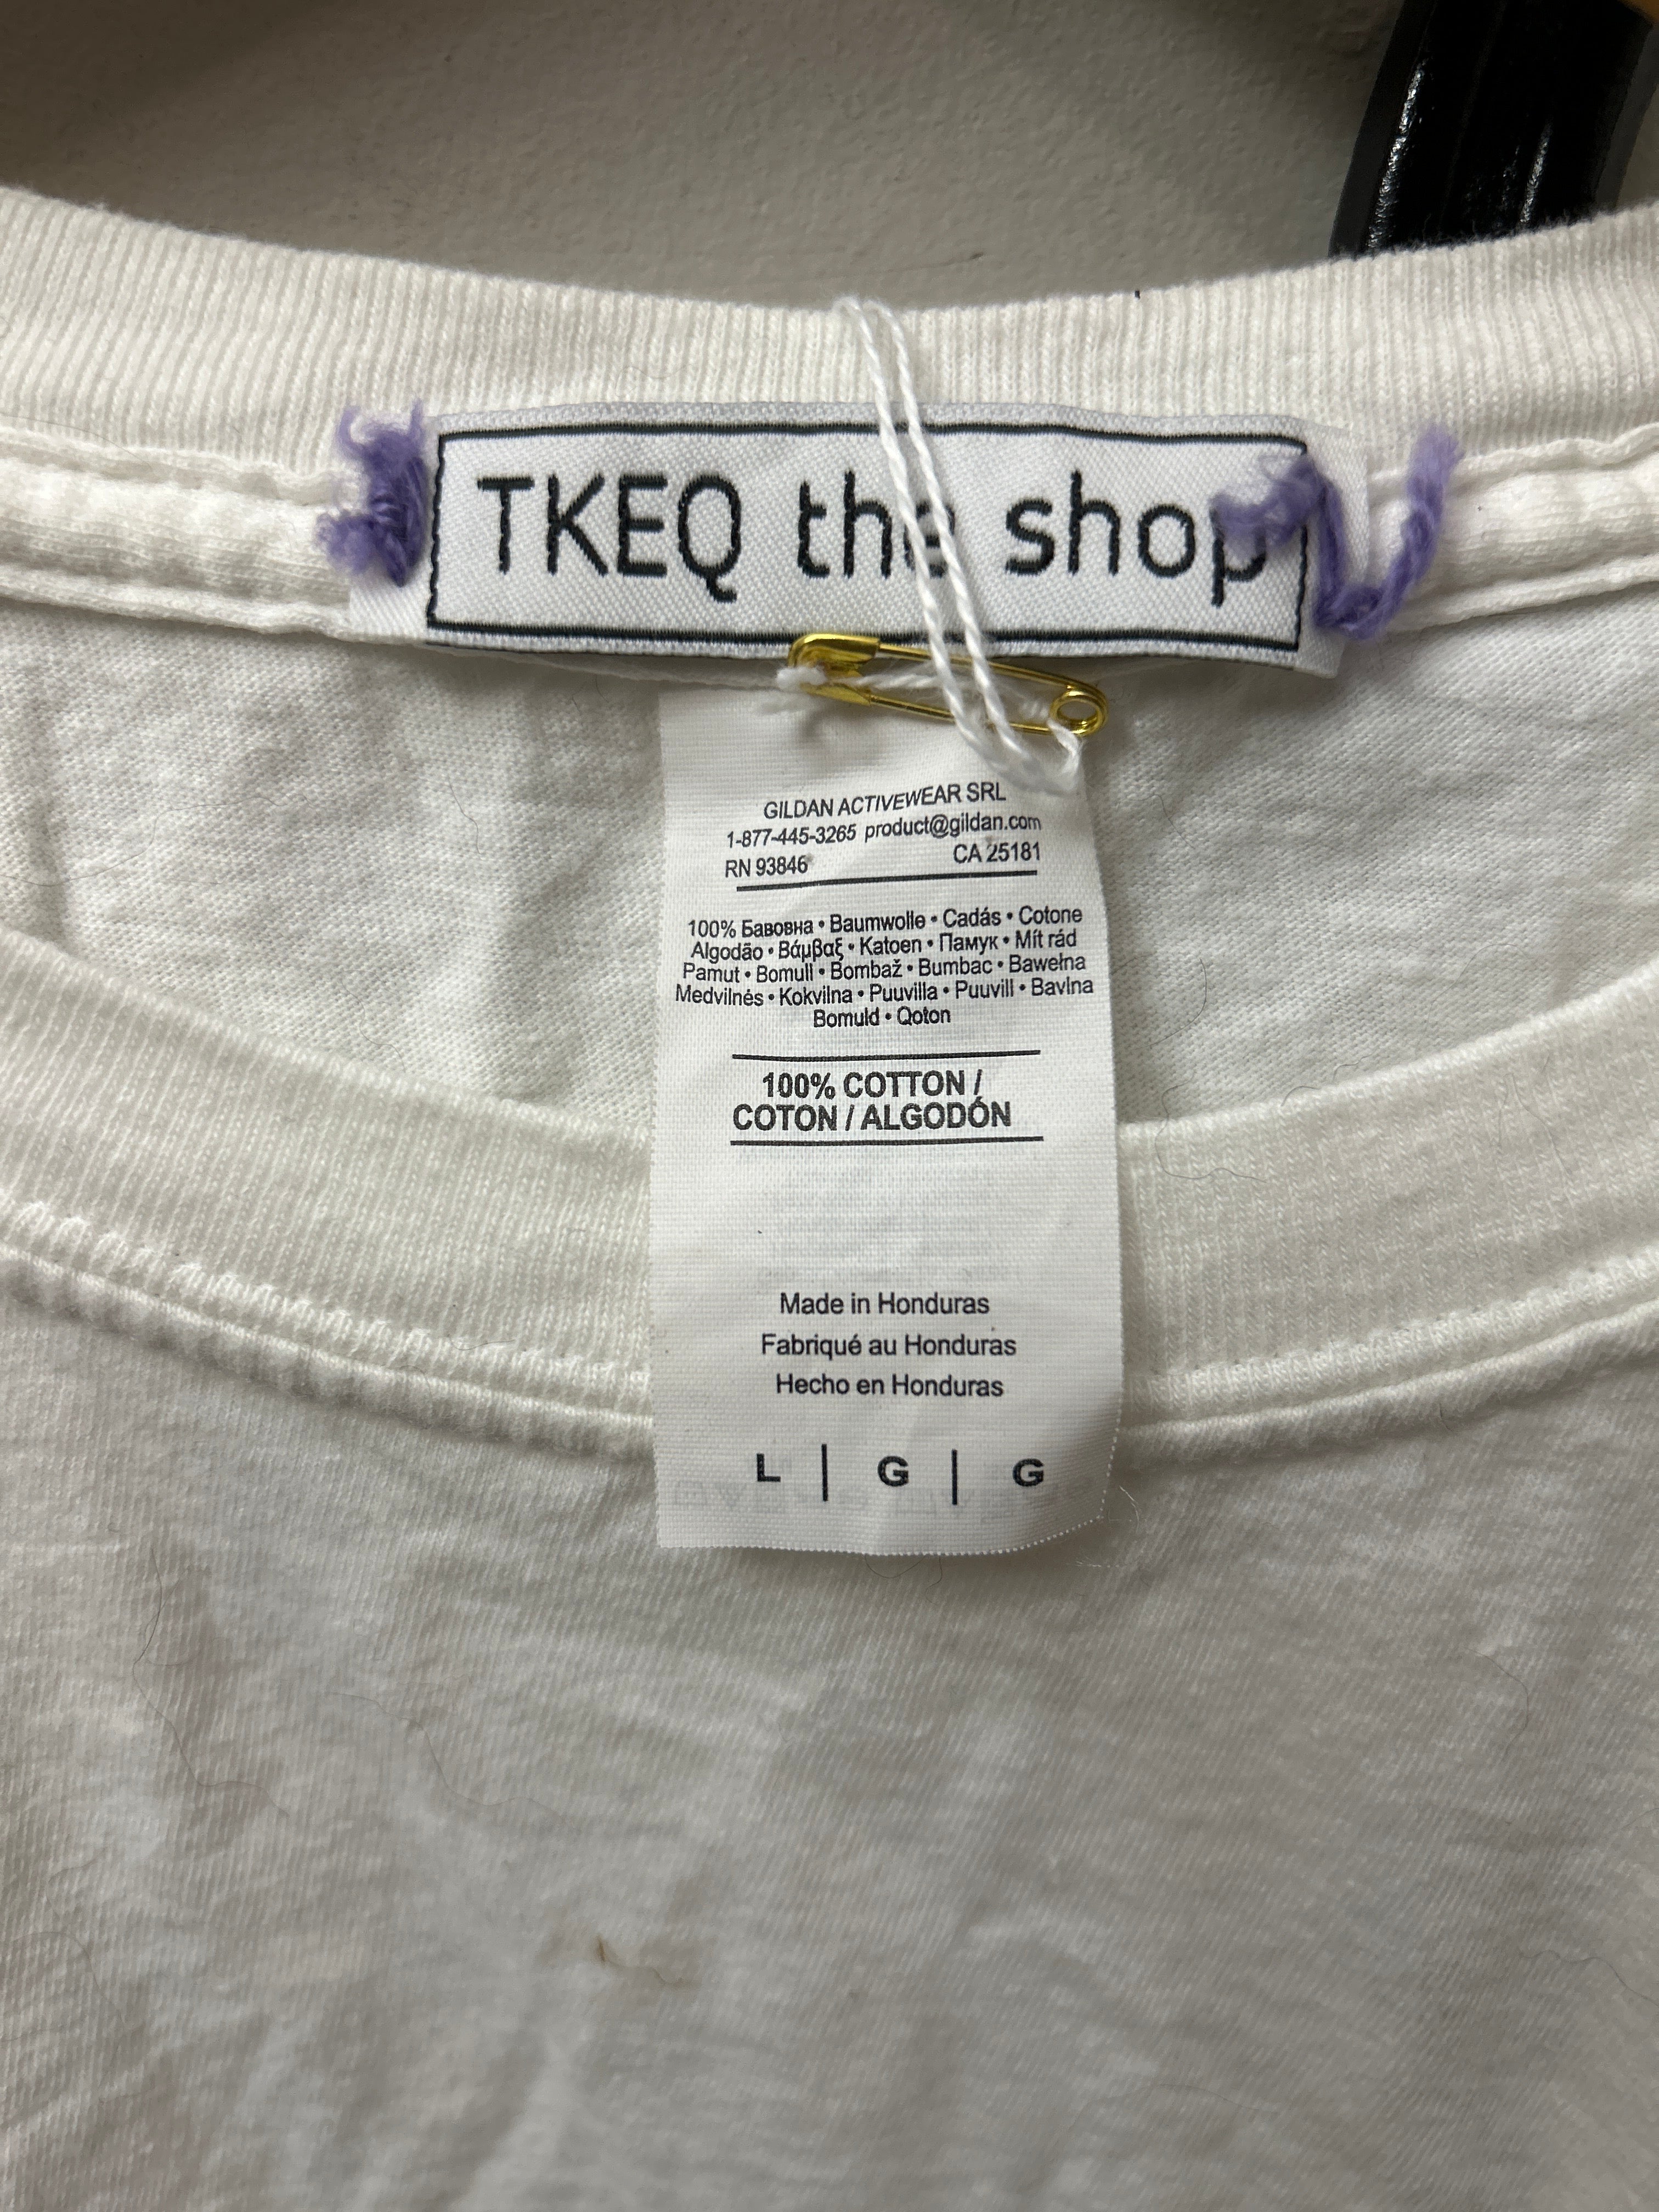 TKEQ the shop
GILDAN ACTIVEWEAR SRL
1-877-445-3265 product@gildan.com
RN 93846 CA 25181
100% Бавовна • Baumwolle • Cadás • Cotone
Algodão • Βάμβαξ • Katoen • Памук • Mít rád
Pamut • Bomull • Bombaž • Bumbac • Bawełna
Medvilnés • Kokvilna • Puuvilla • Puuvill • Bavlna
Bomuld • Qoton
100% COTTON /
COTON / ALGODÓN
Made in Honduras
Fabriqué au Honduras
Hecho en Honduras
L | G | G